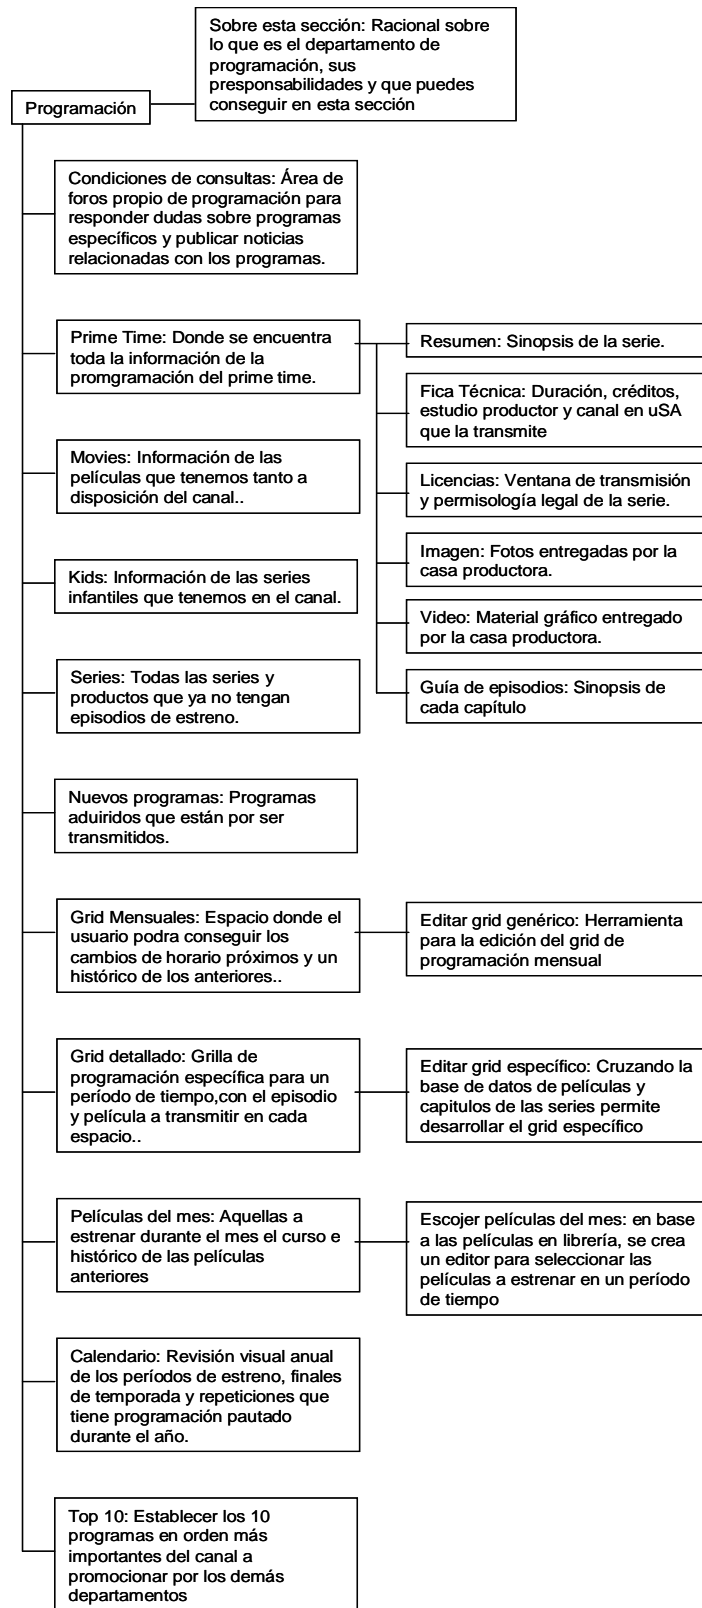 Sobre esta sección: Racional sobre
lo que es el departamento de
programación, sus
presponsabilidades y que puedes
conseguir en esta sección
Programación
Condiciones de consultas: Área de
foros propio de programación para
responder dudas sobre programas
específicos y publicar noticias
relacionadas con los programas.
Prime Time: Donde se encuentra
toda la información de la
promgramación del prime time.
Resumen: Sinopsis de la serie.
Fica Técnica: Duración, créditos,
estudio productor y canal en uSA
que la transmite
Licencias: Ventana de transmisión
y permisología legal de la serie.
Imagen: Fotos entregadas por la
casa productora.
Video: Material gráfico entregado
por la casa productora.
Guía de episodios: Sinopsis de
cada capítulo
Movies: Información de las
películas que tenemos tanto a
disposición del canal..
Kids: Información de las series
infantiles que tenemos en el canal.
Series: Todas las series y
productos que ya no tengan
episodios de estreno.
Nuevos programas: Programas
aduiridos que están por ser
transmitidos.
Grid Mensuales: Espacio donde el
usuario podra conseguir los
cambios de horario próximos y un
histórico de los anteriores..
Editar grid genérico: Herramienta
para la edición del grid de
programación mensual
Grid detallado: Grilla de
programación específica para un
período de tiempo,con el episodio
y película a transmitir en cada
espacio..
Editar grid específico: Cruzando la
base de datos de películas y
capitulos de las series permite
desarrollar el grid específico
Películas del mes: Aquellas a
estrenar durante el mes el curso e
histórico de las películas
anteriores
Escojer películas del mes: en base
a las películas en librería, se crea
un editor para seleccionar las
películas a estrenar en un período
de tiempo
Calendario: Revisión visual anual
de los períodos de estreno, finales
de temporada y repeticiones que
tiene programación pautado
durante el año.
Top 10: Establecer los 10
programas en orden más
importantes del canal a
promocionar por los demás
departamentos